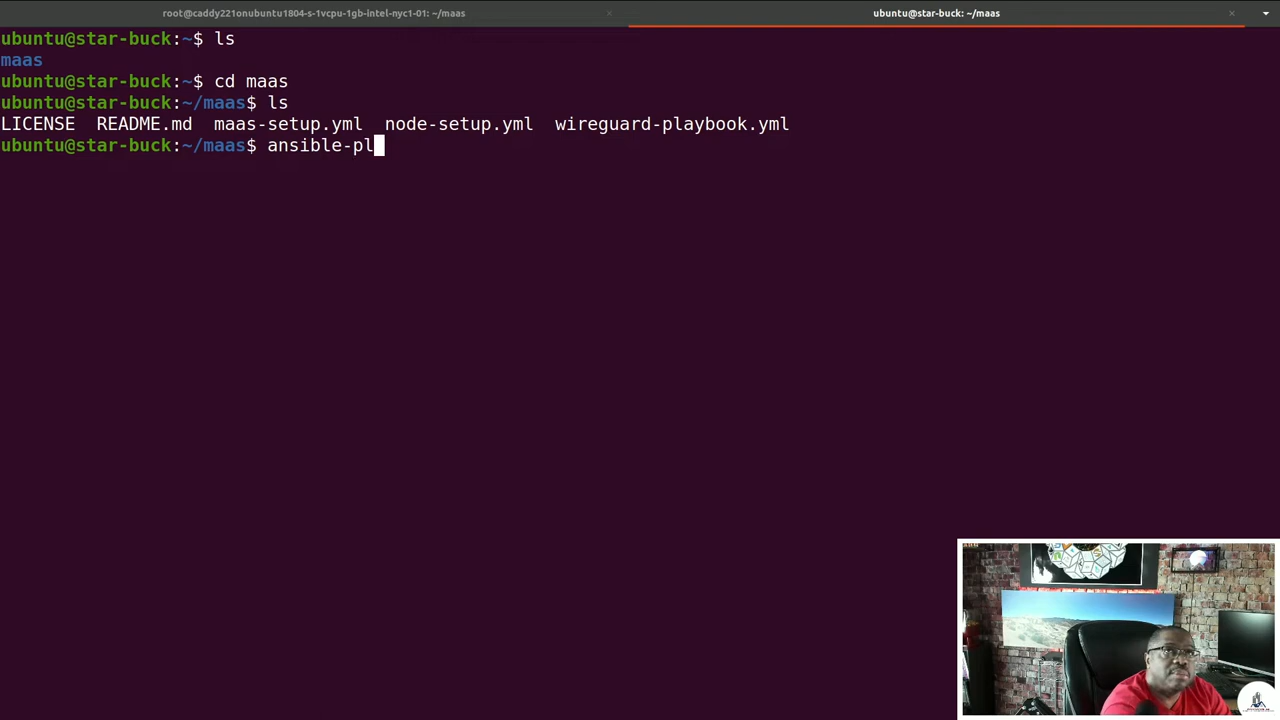 root@caddy221onubuntu1804-s-1vcpu-1gb-intel-nyc1-01: ~/maas
ubuntu@star-buck: ~/maas
ubuntu@star-buck:~$ ls
maas
ubuntu@star-buck:~$ cd maas
ubuntu@star-buck:~/maas$ ls
LICENSE README.md maas-setup.yml node-setup.yml wireguard-playbook.yml
ubuntu@star-buck:~/maas$ ansible-pl